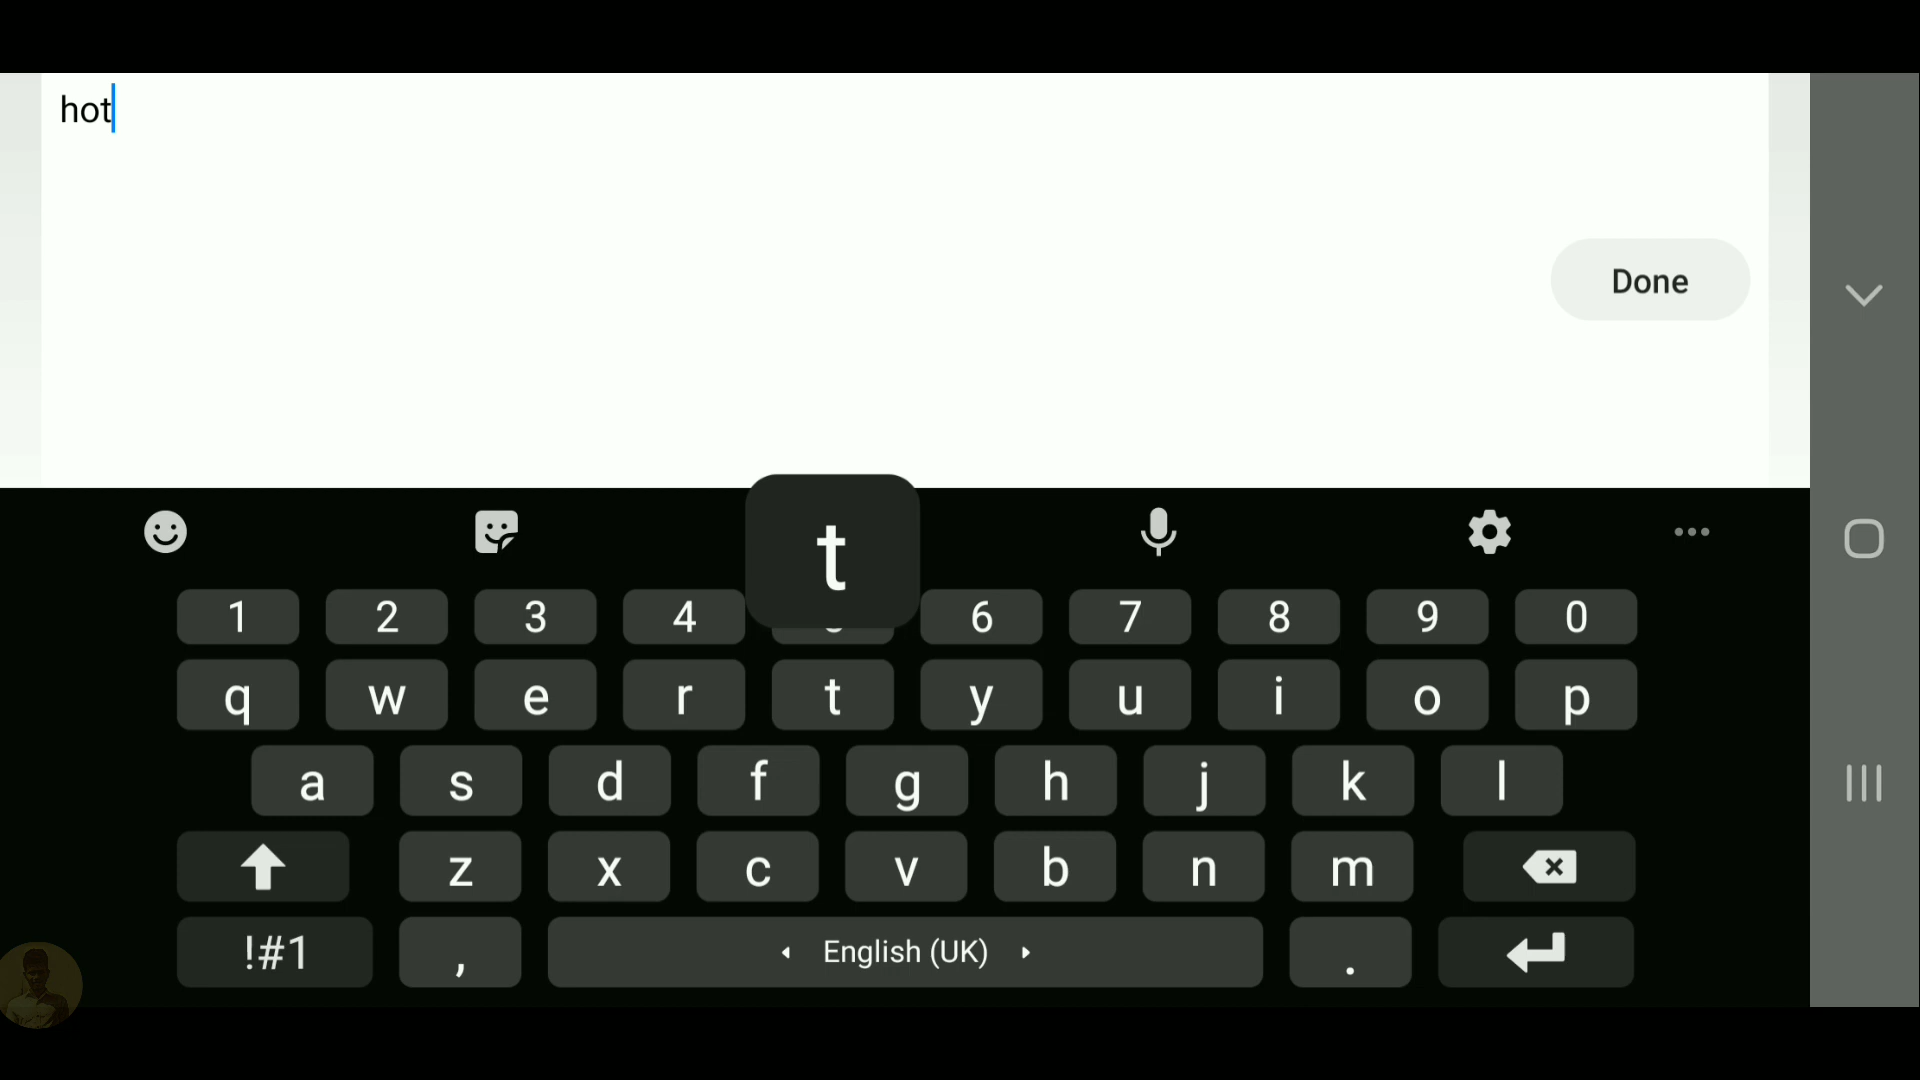 hot
Done
t
1 2 3 4 6 7 8 9 0
q w e r t y u i o p
a s d f g h j k l
z x c v b n m
!#1 , English (UK) .